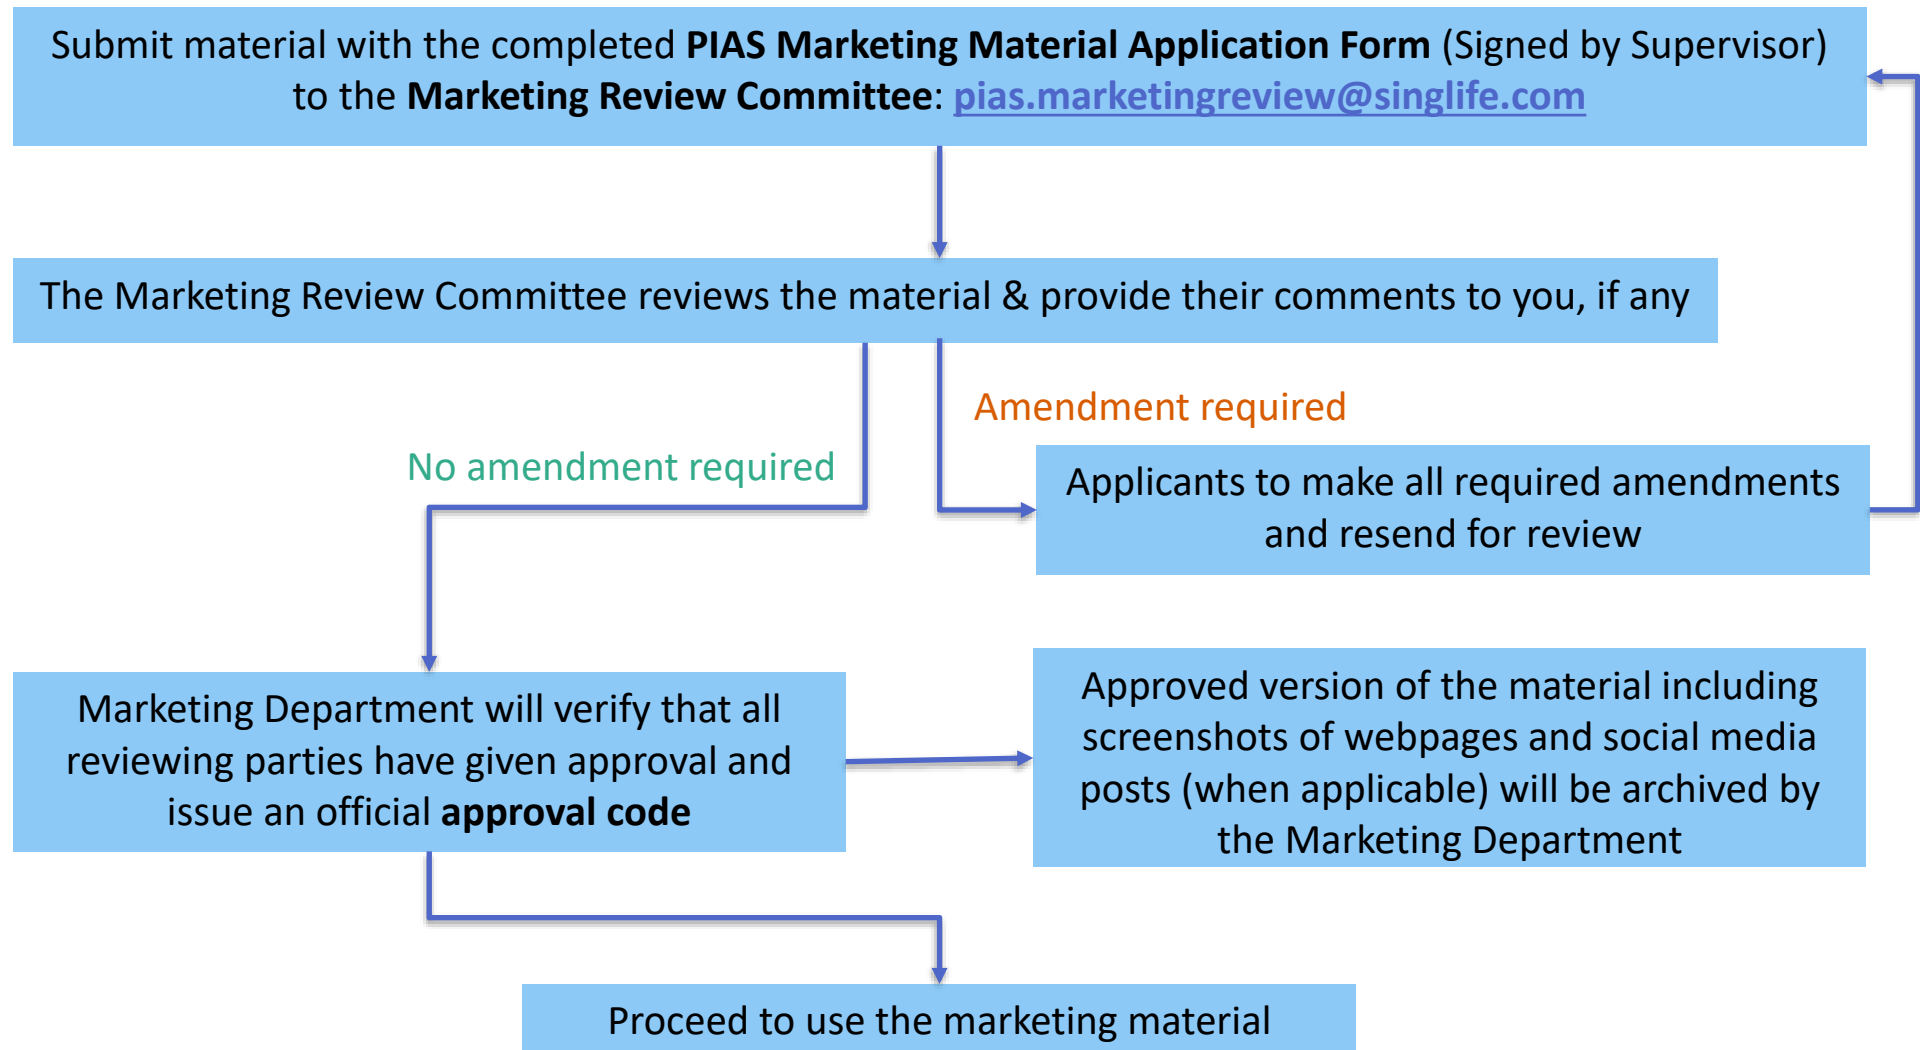 Submit material with the completed PIAS Marketing Material Application Form (Signed by Supervisor)
to the Marketing Review Committee: pias.marketingreview@singlife.com
The Marketing Review Committee reviews the material & provide their comments to you, if any
Amendment required
No amendment required
Applicants to make all required amendments
and resend for review
Marketing Department will verify that all
reviewing parties have given approval and
issue an official approval code
Approved version of the material including
screenshots of webpages and social media
posts (when applicable) will be archived by
the Marketing Department
Proceed to use the marketing material